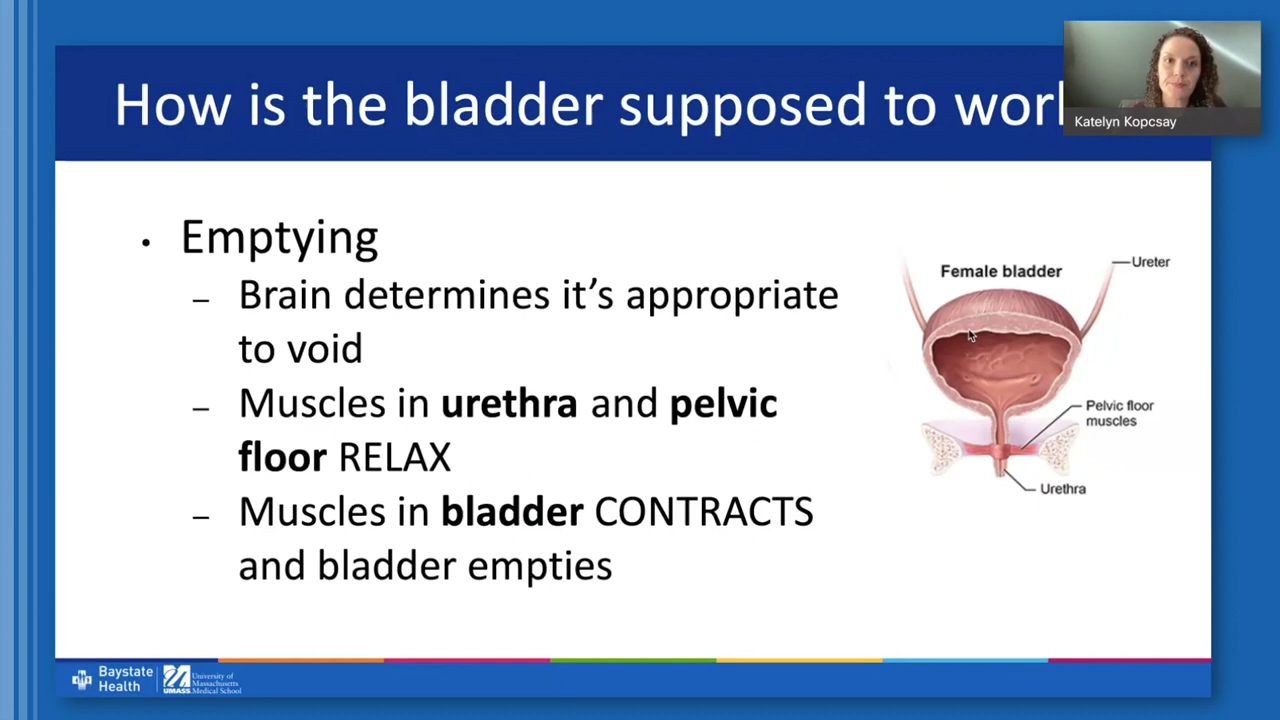 How is the bladder supposed to work
Katelyn Kopcsay
• Emptying
– Brain determines it’s appropriate
to void
– Muscles in urethra and pelvic
floor RELAX
– Muscles in bladder CONTRACTS
and bladder empties
Female bladder
Ureter
Pelvic floor
muscles
Urethra
Baystate
Health
UMASS
University of
Massachusetts
Medical School